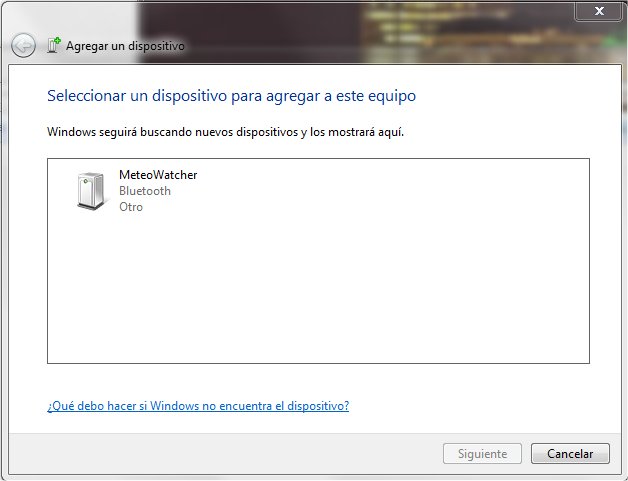 Agregar un dispositivo
Seleccionar un dispositivo para agregar a este equipo
Windows seguirá buscando nuevos dispositivos y los mostrará aquí.
MeteoWatcher
Bluetooth
Otro
¿Qué debo hacer si Windows no encuentra el dispositivo?
Siguiente
Cancelar